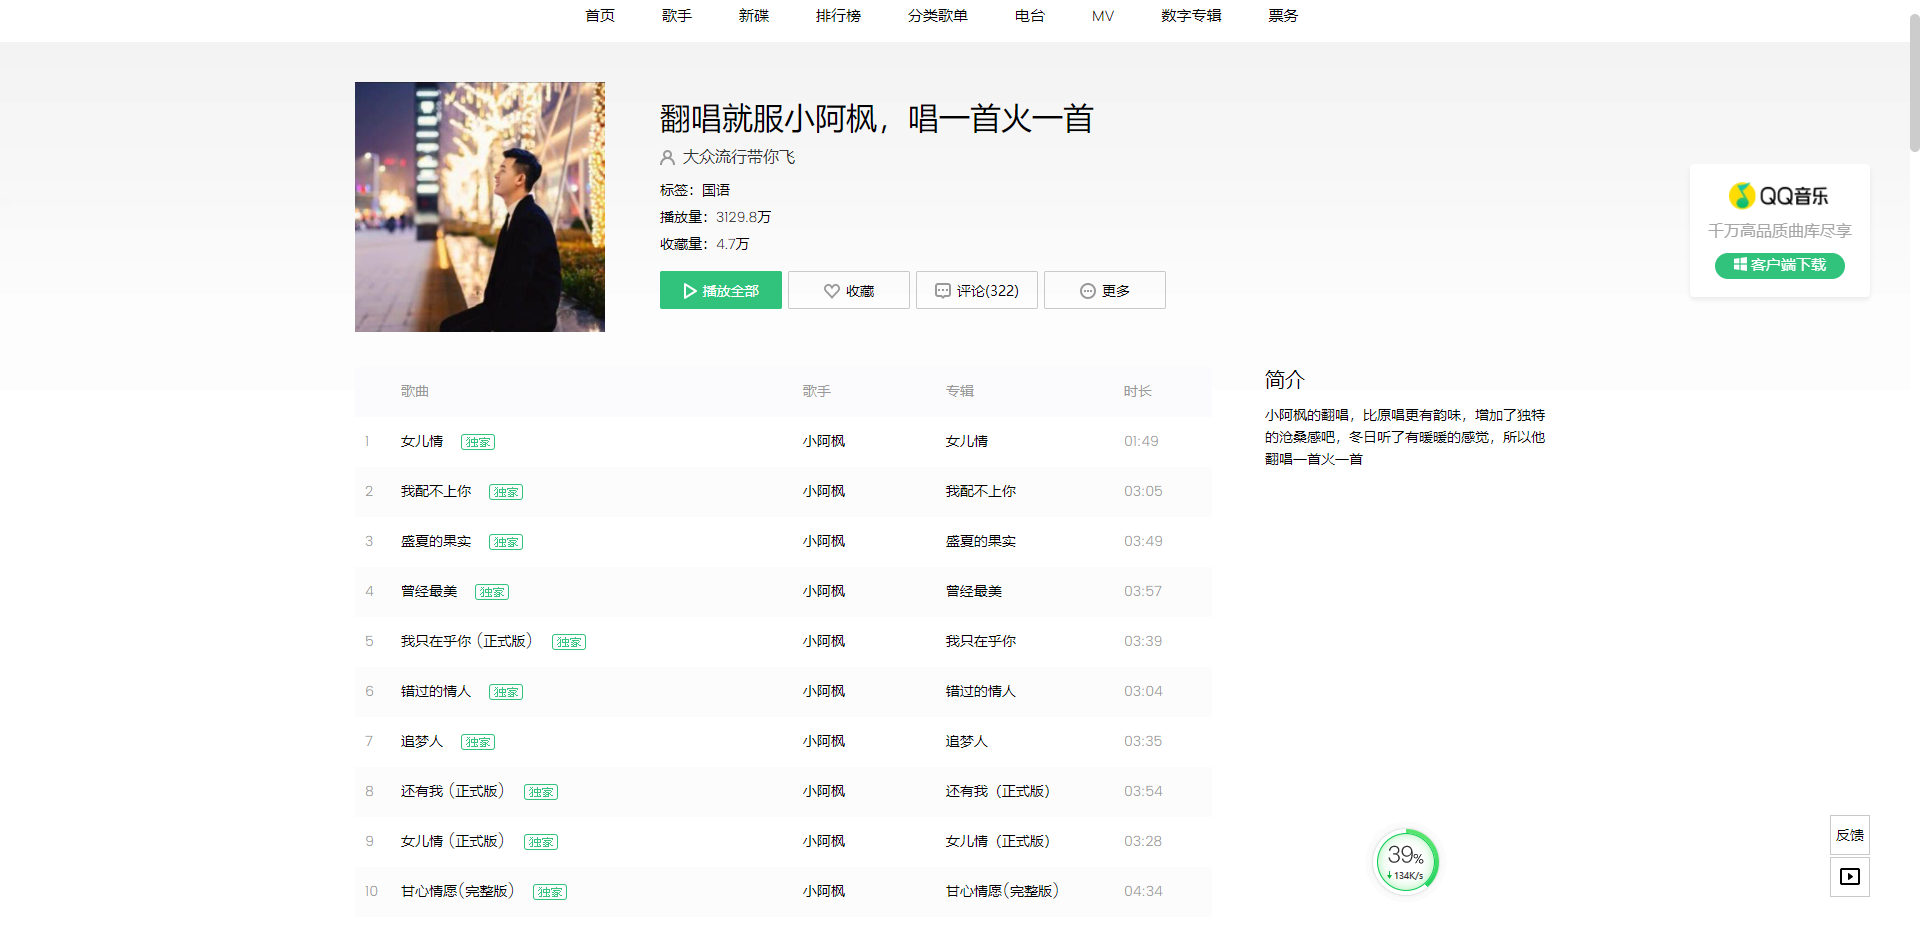 首页 歌手 新碟 排行榜 分类歌单 电台 MV 数字专辑 票务
翻唱就服小阿枫，唱一首火一首
大众流行带你飞
标签：国语
播放量：3129.8万
收藏量：4.7万
播放全部 收藏 评论(322) 更多
QQ音乐
千万高品质曲库尽享
客户端下载
歌曲 歌手 专辑 时长
1 女儿情 独家 小阿枫 女儿情 01:49
2 我配不上你 独家 小阿枫 我配不上你 03:05
3 盛夏的果实 独家 小阿枫 盛夏的果实 03:49
4 曾经最美 独家 小阿枫 曾经最美 03:57
5 我只在乎你 (正式版) 独家 小阿枫 我只在乎你 03:39
6 错过的情人 独家 小阿枫 错过的情人 03:04
7 追梦人 独家 小阿枫 追梦人 03:35
8 还有我 (正式版) 独家 小阿枫 还有我 (正式版) 03:54
9 女儿情 (正式版) 独家 小阿枫 女儿情 (正式版) 03:28
10 甘心情愿(完整版) 独家 小阿枫 甘心情愿(完整版) 04:34
简介
小阿枫的翻唱，比原唱更有韵味，增加了独特
的沧桑感吧，冬日听了有暖暖的感觉，所以他
翻唱一首火一首
39%
↓134K/s
反馈